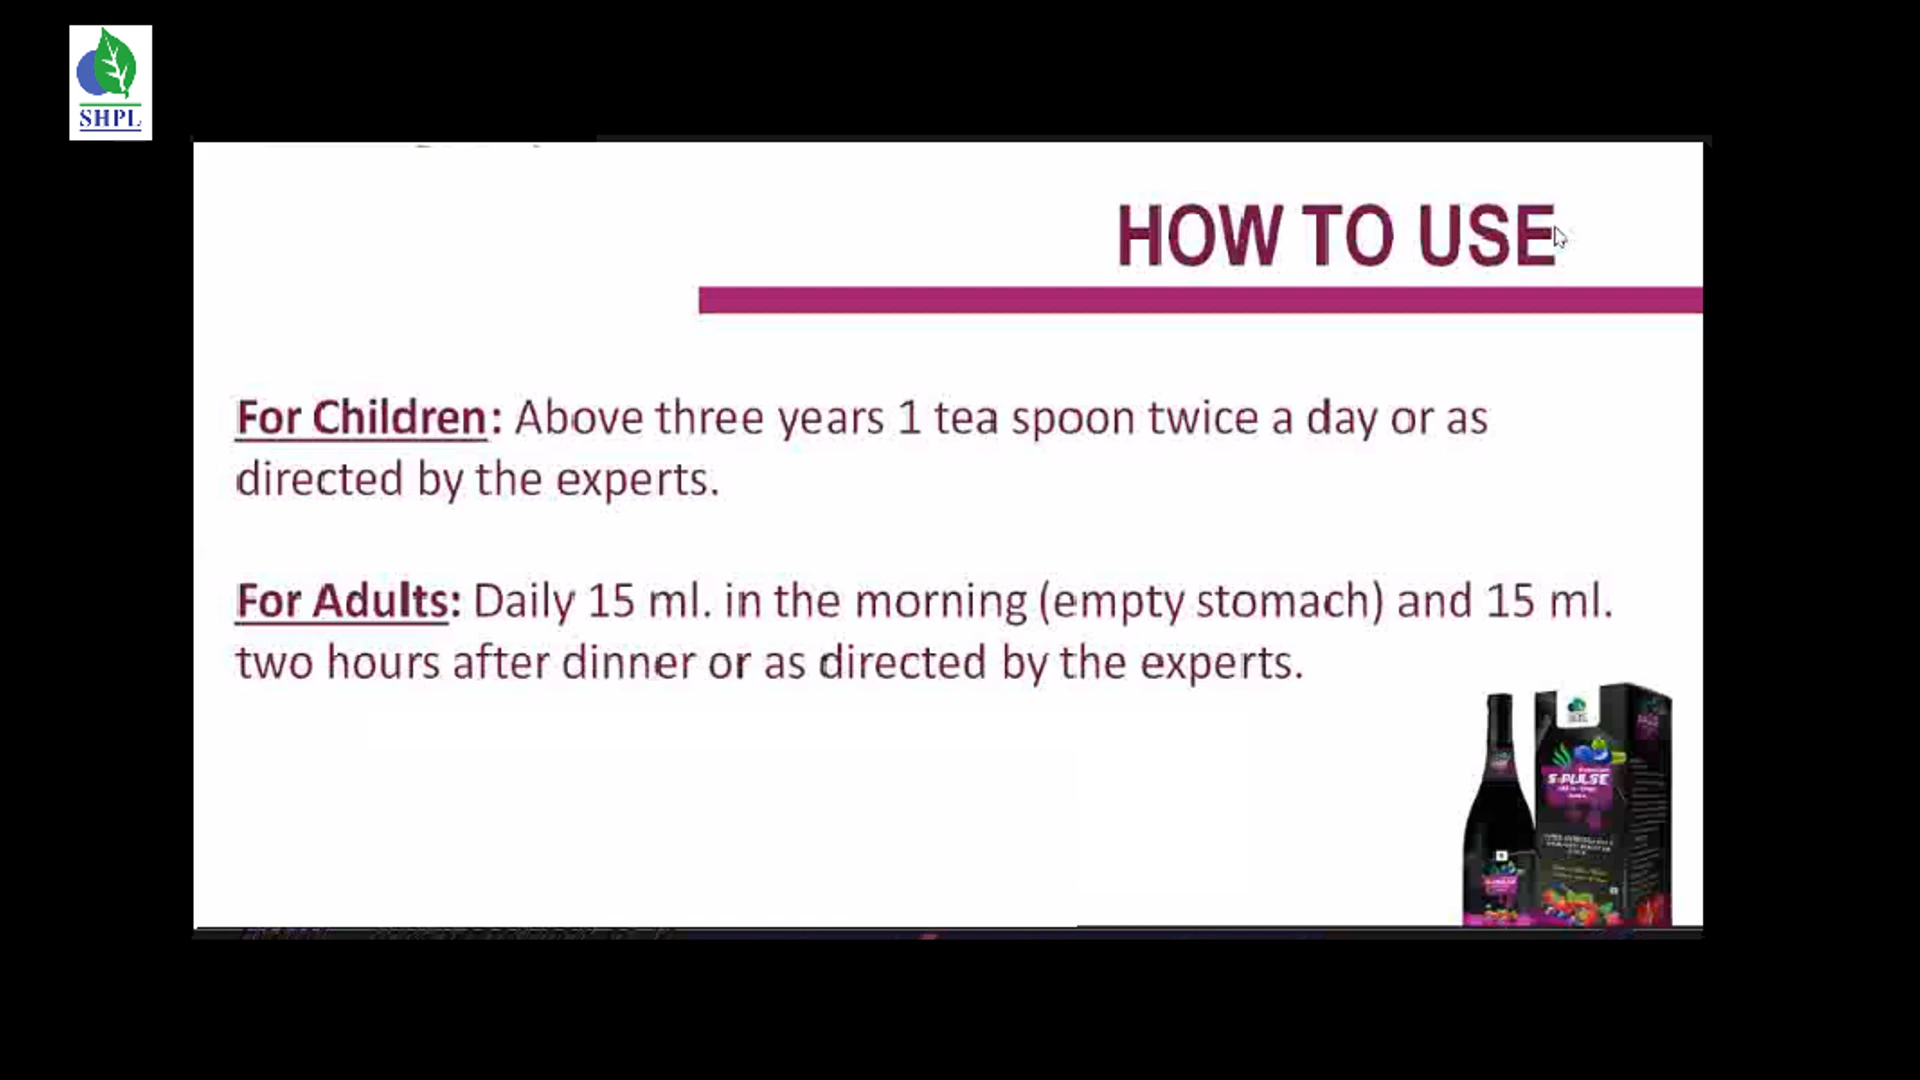 SHPL
HOW TO USE
For Children: Above three years 1 tea spoon twice a day or as
directed by the experts.
For Adults: Daily 15 ml. in the morning (empty stomach) and 15 ml.
two hours after dinner or as directed by the experts.
S-PULSE